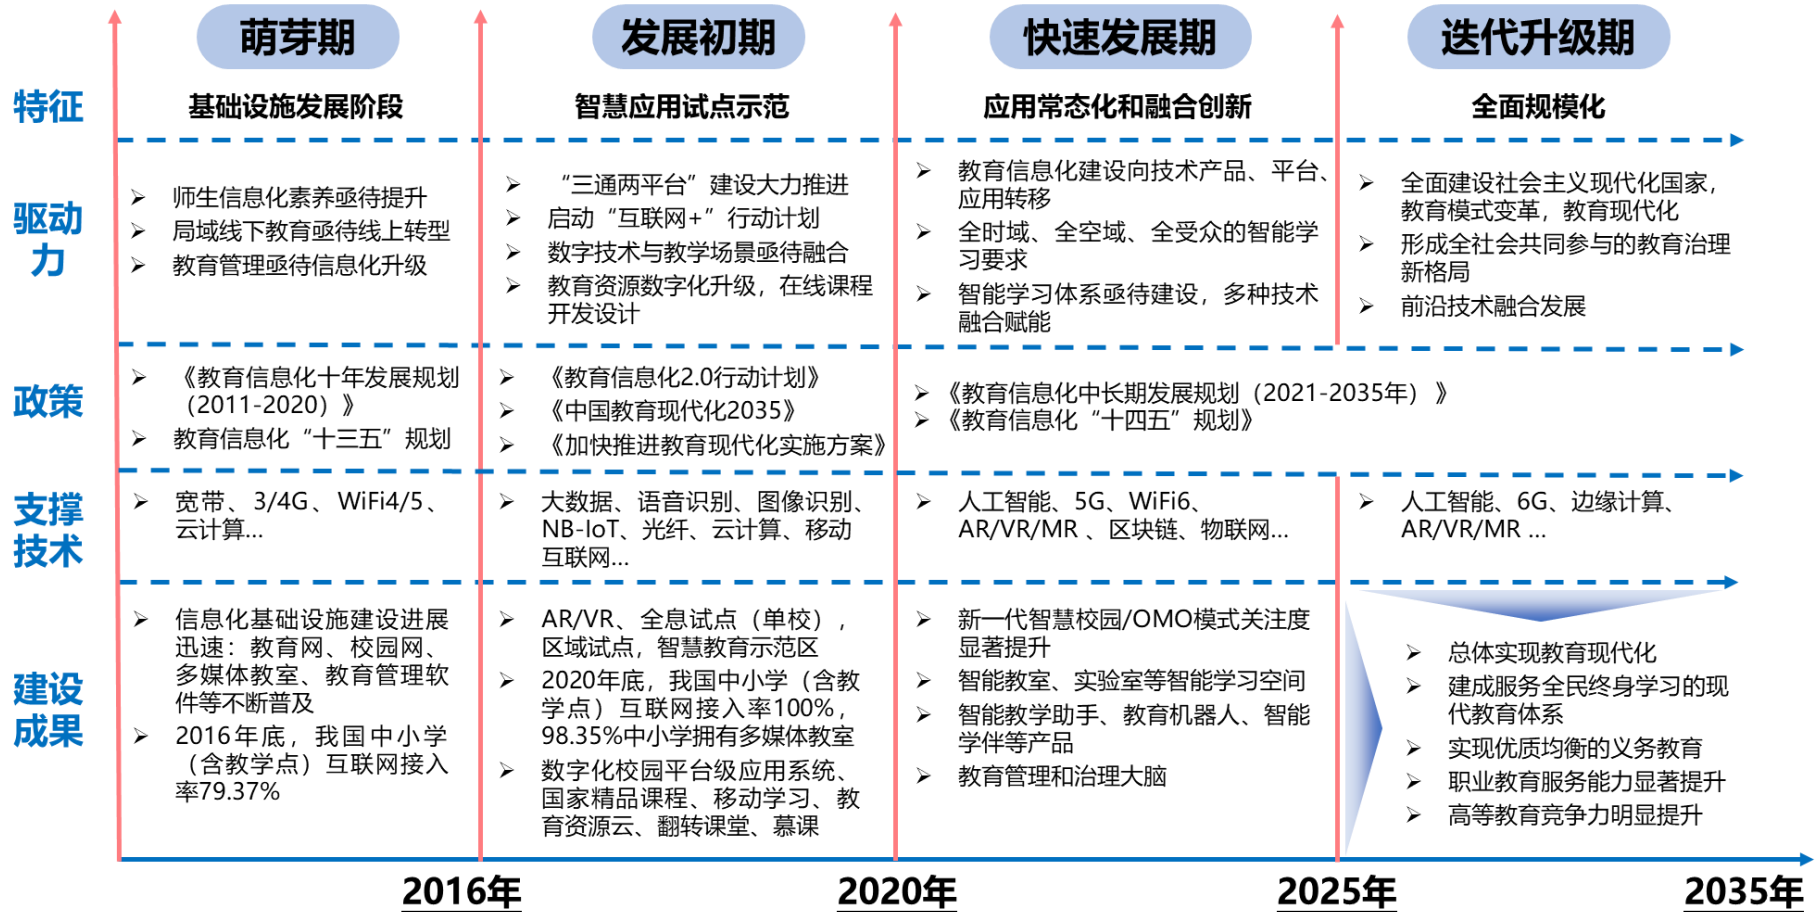 萌芽期
发展初期
快速发展期
迭代升级期
特征
基础设施发展阶段
智慧应用试点示范
应用常态化和融合创新
全面规模化
驱动
力
师生信息化素养亟待提升
局域线下教育亟待线上转型
教育管理亟待信息化升级
“三通两平台”建设大力推进
启动“互联网+”行动计划
数字技术与教学场景亟待融合
教育资源数字化升级，在线课程
开发设计
教育信息化建设向技术产品、平台、
应用转移
全时域、全空域、全受众的智能学
习要求
智能学习体系亟待建设，多种技术
融合赋能
全面建设社会主义现代化国家，
教育模式变革，教育现代化
形成全社会共同参与的教育治理
新格局
前沿技术融合发展
政策
《教育信息化十年发展规划
（2011-2020）》
教育信息化“十三五”规划
《教育信息化2.0行动计划》
《中国教育现代化2035》
《加快推进教育现代化实施方案》
《教育信息化中长期发展规划（2021-2035年）》
《教育信息化“十四五”规划》
支撑
技术
宽带、3/4G、WiFi4/5、
云计算...
大数据、语音识别、图像识别、
NB-IoT、光纤、云计算、移动
互联网...
人工智能、5G、WiFi6、
AR/VR/MR 、区块链、物联网...
人工智能、6G、边缘计算、
AR/VR/MR ...
建设
成果
信息化基础设施建设进展
迅速：教育网、校园网、
多媒体教室、教育管理软
件等不断普及
2016年底，我国中小学
（含教学点）互联网接入
率79.37%
AR/VR、全息试点（单校），
区域试点，智慧教育示范区
2020年底，我国中小学（含教
学点）互联网接入率100%，
98.35%中小学拥有多媒体教室
数字化校园平台级应用系统、
国家精品课程、移动学习、教
育资源云、翻转课堂、慕课
新一代智慧校园/OMO模式关注度
显著提升
智能教室、实验室等智能学习空间
智能教学助手、教育机器人、智能
学伴等产品
教育管理和治理大脑
总体实现教育现代化
建成服务全民终身学习的现
代教育体系
实现优质均衡的义务教育
职业教育服务能力显著提升
高等教育竞争力明显提升
2016年
2020年
2025年
2035年